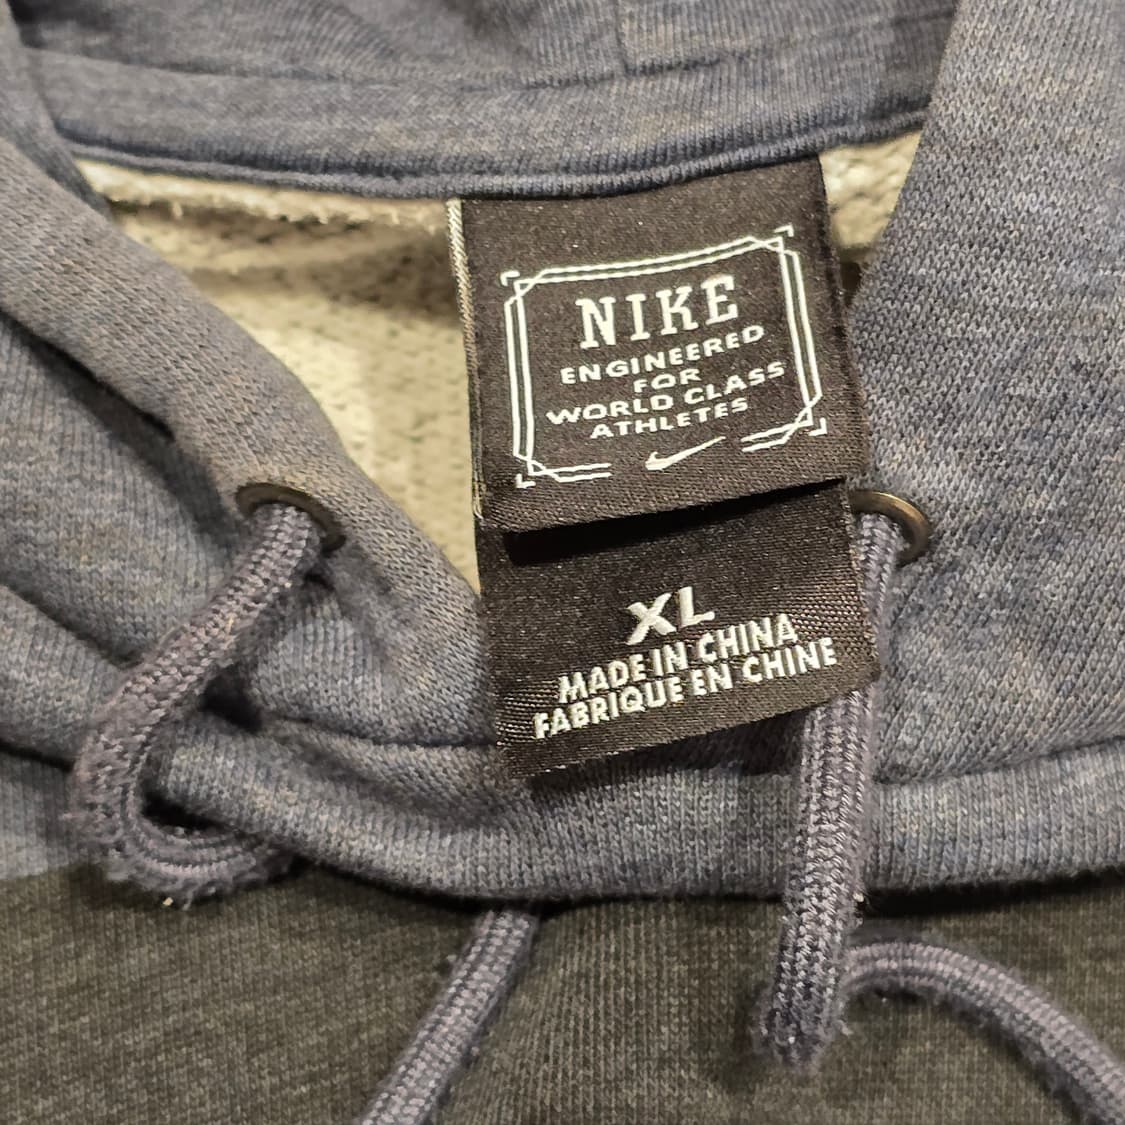 NIKE
ENGINEERED
FOR
WORLD CLASS
ATHLETES
XL
MADE IN CHINA
FABRIQUE EN CHINE